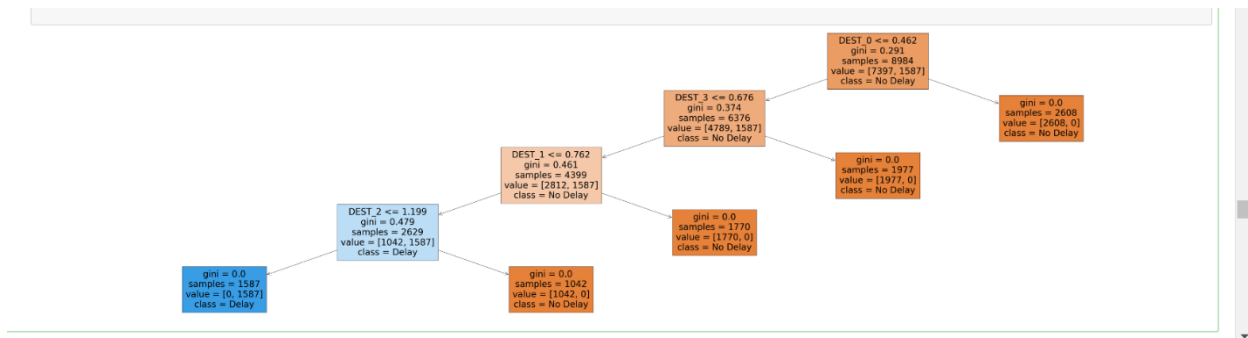 DEST_0 <= 0.462
gini = 0.291
samples = 8984
value = [7397, 1587]
class = No Delay
DEST_3 <= 0.676
gini = 0.374
samples = 6376
value = [4789, 1587]
class = No Delay
gini = 0.0
samples = 2608
value = [2608, 0]
class = No Delay
DEST_1 <= 0.762
gini = 0.461
samples = 4399
value = [2812, 1587]
class = No Delay
gini = 0.0
samples = 1977
value = [1977, 0]
class = No Delay
DEST_2 <= 1.199
gini = 0.479
samples = 2629
value = [1042, 1587]
class = Delay
gini = 0.0
samples = 1770
value = [1770, 0]
class = No Delay
gini = 0.0
samples = 1587
value = [0, 1587]
class = Delay
gini = 0.0
samples = 1042
value = [1042, 0]
class = No Delay